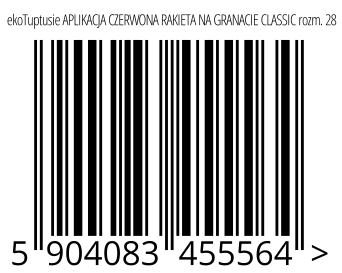 ekoTuptusie APLIKACJA CZERWONA RAKIETA NA GRANACIE CLASSIC rozm. 28
5 904083 455564 >